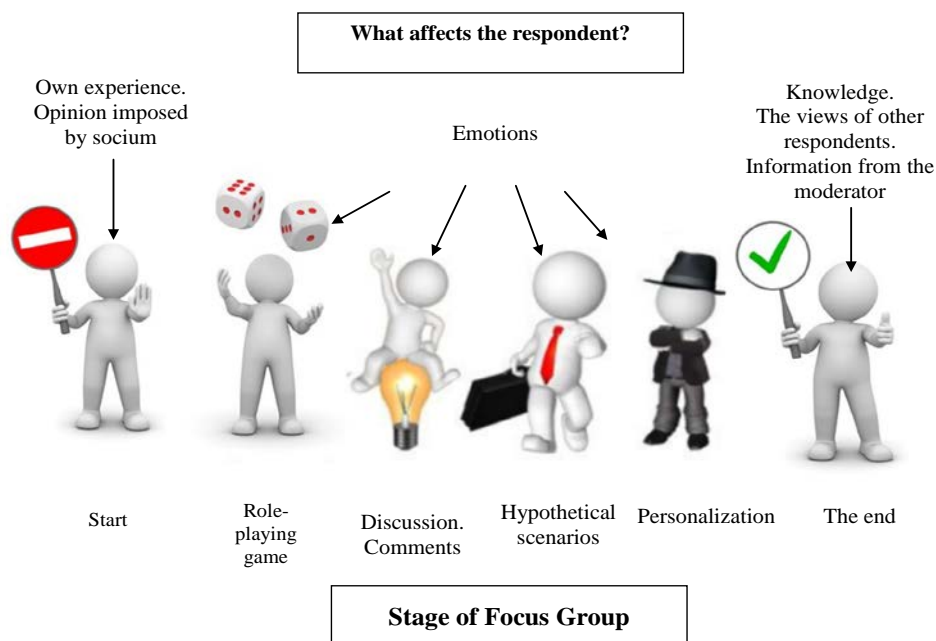 What affects the respondent?
Own experience.
Opinion imposed
by socium
Emotions
Knowledge.
The views of other
respondents.
Information from the
moderator
Start
Role-
playing
game
Discussion.
Comments
Hypothetical
scenarios
Personalization
The end
Stage of Focus Group